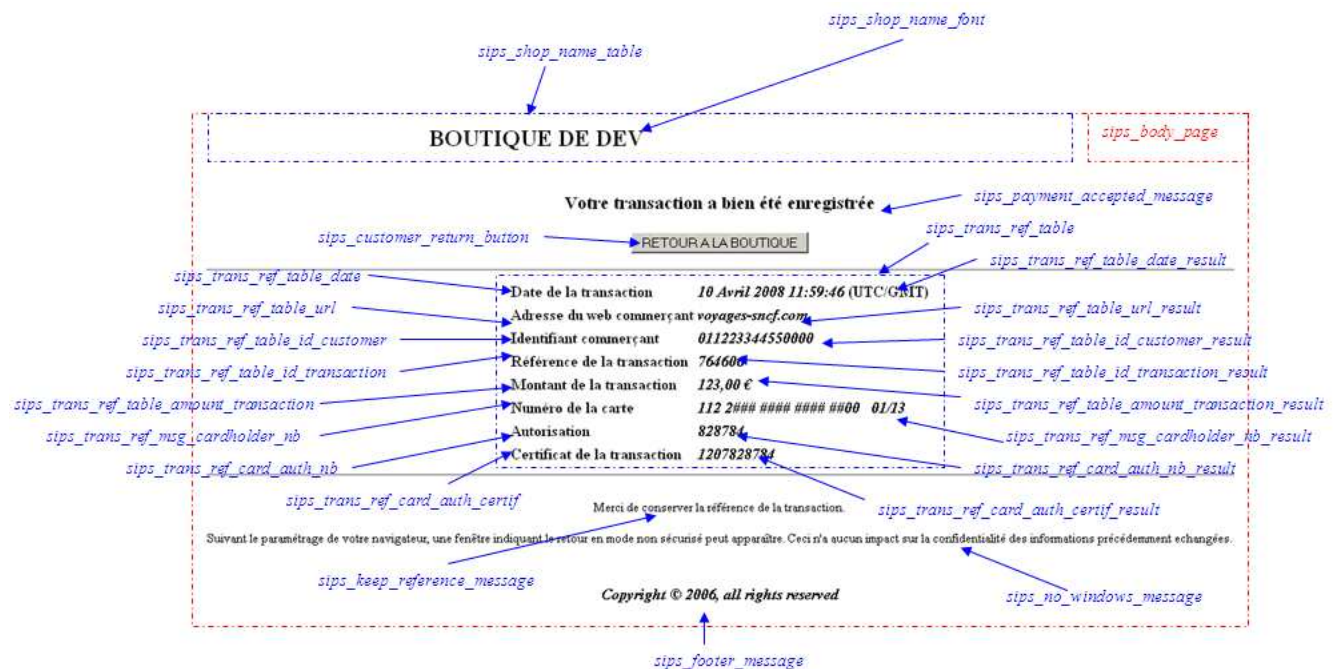 sips_shop_name_font
sips_shop_name_table
BOUTIQUE DE DEV
sips_body_page
Votre transaction a bien été enregistrée
sips_payment_accepted_message
sips_customer_return_button
RETOUR A LA BOUTIQUE
sips_trans_ref_table
sips_trans_ref_table_date
sips_trans_ref_table_date_result
Date de la transaction 10 Avril 2008 11:59:46 (UTC/GMT)
sips_trans_ref_table_url
Adresse du web commerçant voyages-sncf.com
sips_trans_ref_table_url_result
sips_trans_ref_table_id_customer
Identifiant commerçant 011223344550000
sips_trans_ref_table_id_customer_result
sips_trans_ref_table_id_transaction
Référence de la transaction 764606
sips_trans_ref_table_id_transaction_result
sips_trans_ref_table_amount_transaction
Montant de la transaction 123,00 €
sips_trans_ref_table_amount_transaction_result
sips_trans_ref_msg_cardholder_nb
Numéro de la carte 112 2### #### #### ##00 01/13
sips_trans_ref_msg_cardholder_nb_result
sips_trans_ref_card_auth_nb
Autorisation 828784
sips_trans_ref_card_auth_nb_result
Certificat de la transaction 1207828784
sips_trans_ref_card_auth_certif
sips_trans_ref_card_auth_certif_result
Merci de conserver la référence de la transaction.
Suivant le paramétrage de votre navigateur, une fenêtre indiquant le retour en mode non sécurisé peut apparaître. Ceci n'a aucun impact sur la confidentialité des informations précédemment echangées.
sips_keep_reference_message
sips_no_windows_message
Copyright © 2006, all rights reserved
sips_footer_message